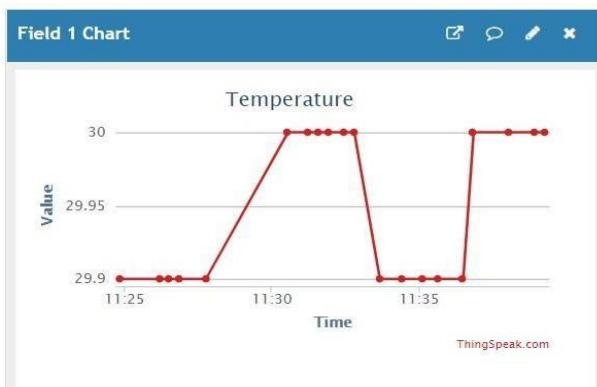 Field 1 Chart
Temperature
30
29.95
29.9
Value
11:25 11:30 11:35
Time
ThingSpeak.com